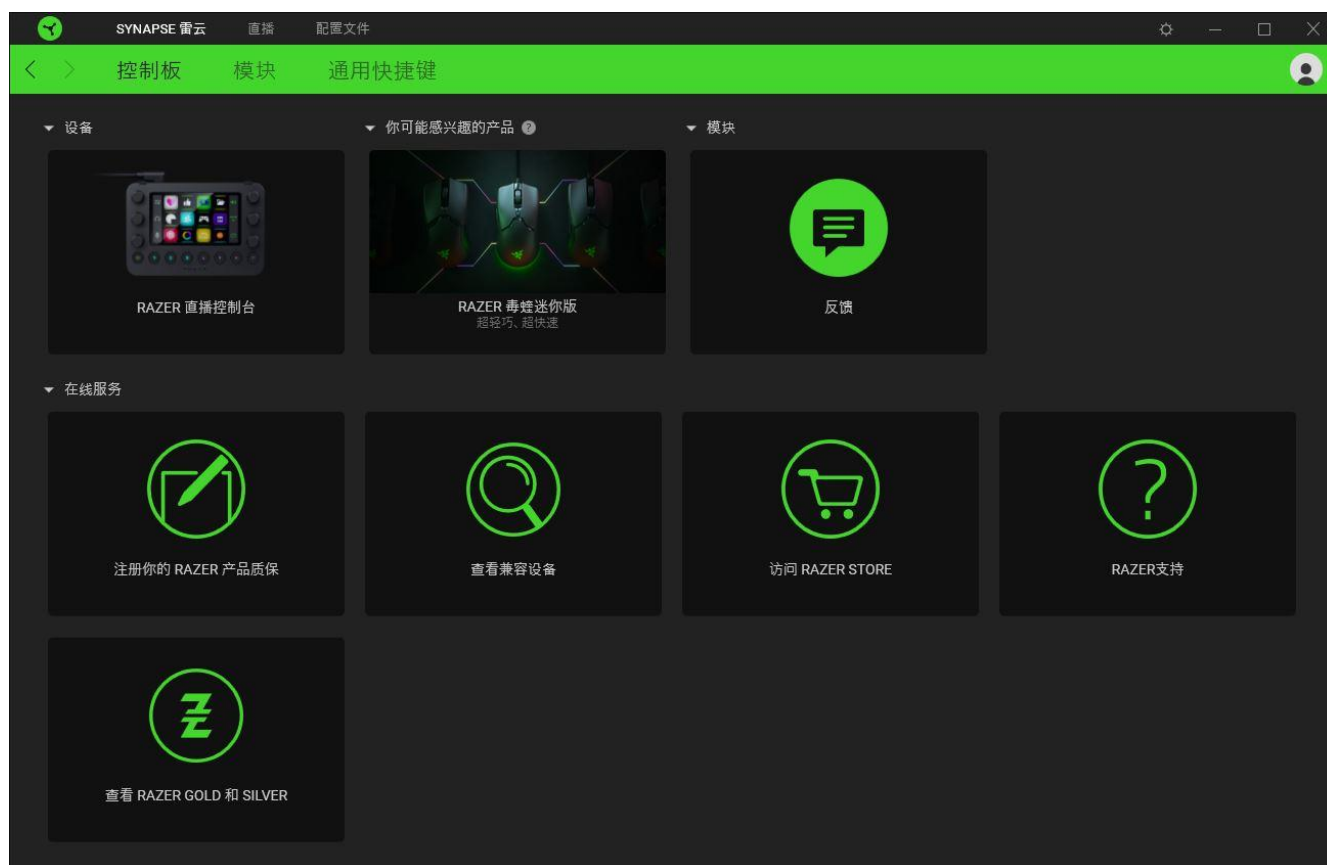 SYNAPSE 雷云 直播 配置文件
控制板 模块 通用快捷键
设备
你可能感兴趣的产品
模块
RAZER 直播控制台
RAZER 毒蝰迷你版
超轻巧、超快速
反馈
在线服务
注册你的 RAZER 产品质保
查看兼容设备
访问 RAZER STORE
RAZER支持
查看 RAZER GOLD 和 SILVER